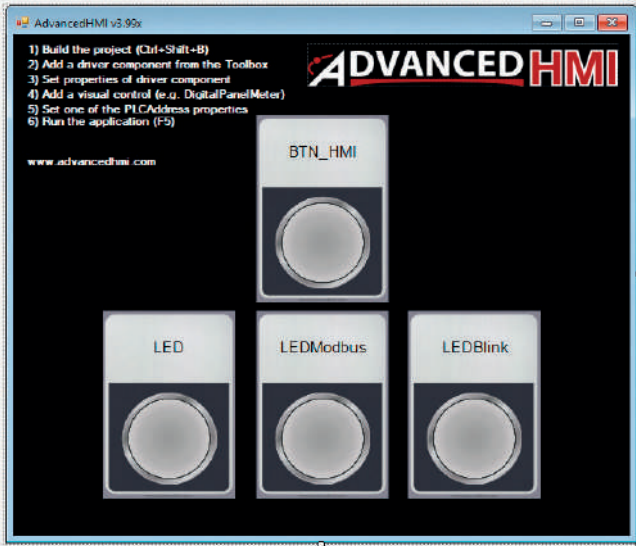 AdvancedHMI v3.99x
1) Build the project (Ctrl+Shift+B)
2) Add a driver component from the Toolbox
3) Set properties of driver component
4) Add a visual control (e.g. DigitalPanelMeter)
5) Set one of the PLCAddress properties
6) Run the application (F5)
ADVANCED HMI
www.advancedhmi.com
BTN_HMI
LED
LEDModbus
LEDBlink